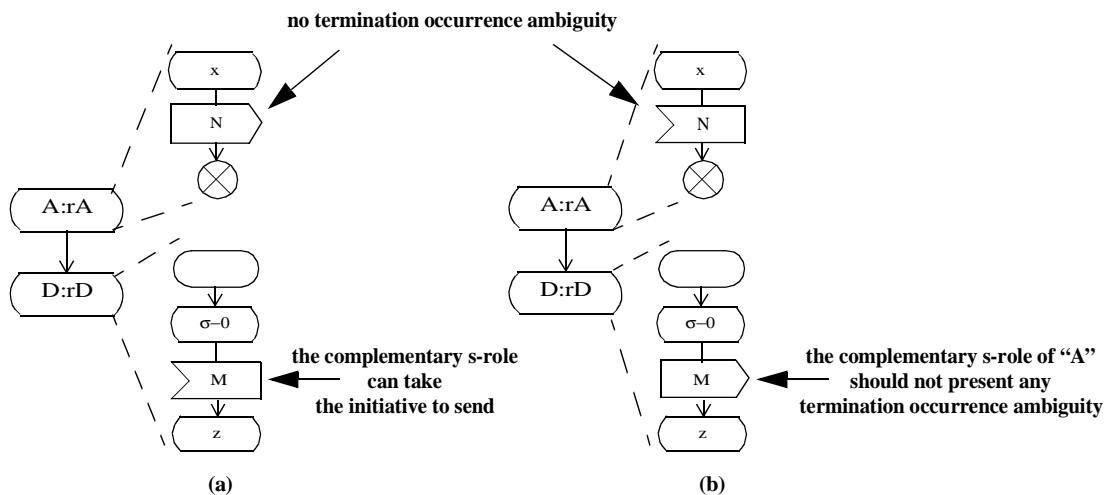 no termination occurrence ambiguity
x
N
A:rA
D:rD
σ–0
M
z
the complementary s-role
can take
the initiative to send
(a)
x
N
A:rA
D:rD
σ–0
M
z
the complementary s-role of “A”
should not present any
termination occurrence ambiguity
(b)